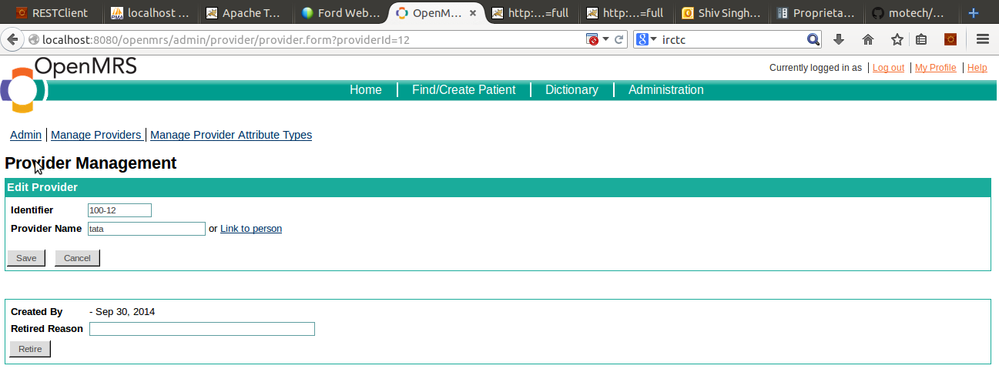 RESTClient localhost ... Apache T... Ford Web... OpenM... http:...=full http:...=full Shiv Singh... Proprieta... motech/...
localhost:8080/openmrs/admin/provider/provider.form?providerId=12 irctc
OpenMRS
Currently logged in as Log out My Profile Help
Home Find/Create Patient Dictionary Administration
Admin Manage Providers Manage Provider Attribute Types
Provider Management
Edit Provider
Identifier 100-12
Provider Name tata or Link to person
Save Cancel
Created By - Sep 30, 2014
Retired Reason
Retire